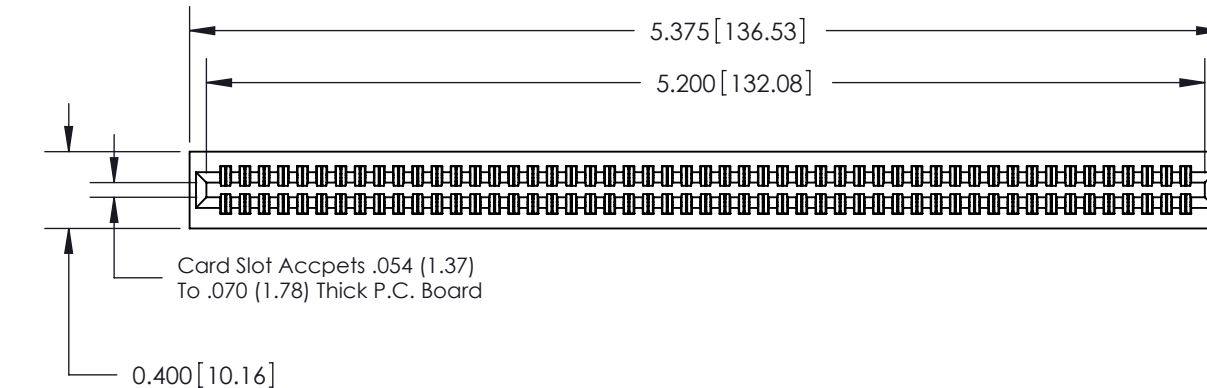 5.375[136.53]
5.200[132.08]
Card Slot Accpets .054 (1.37)
To .070 (1.78) Thick P.C. Board
0.400[10.16]